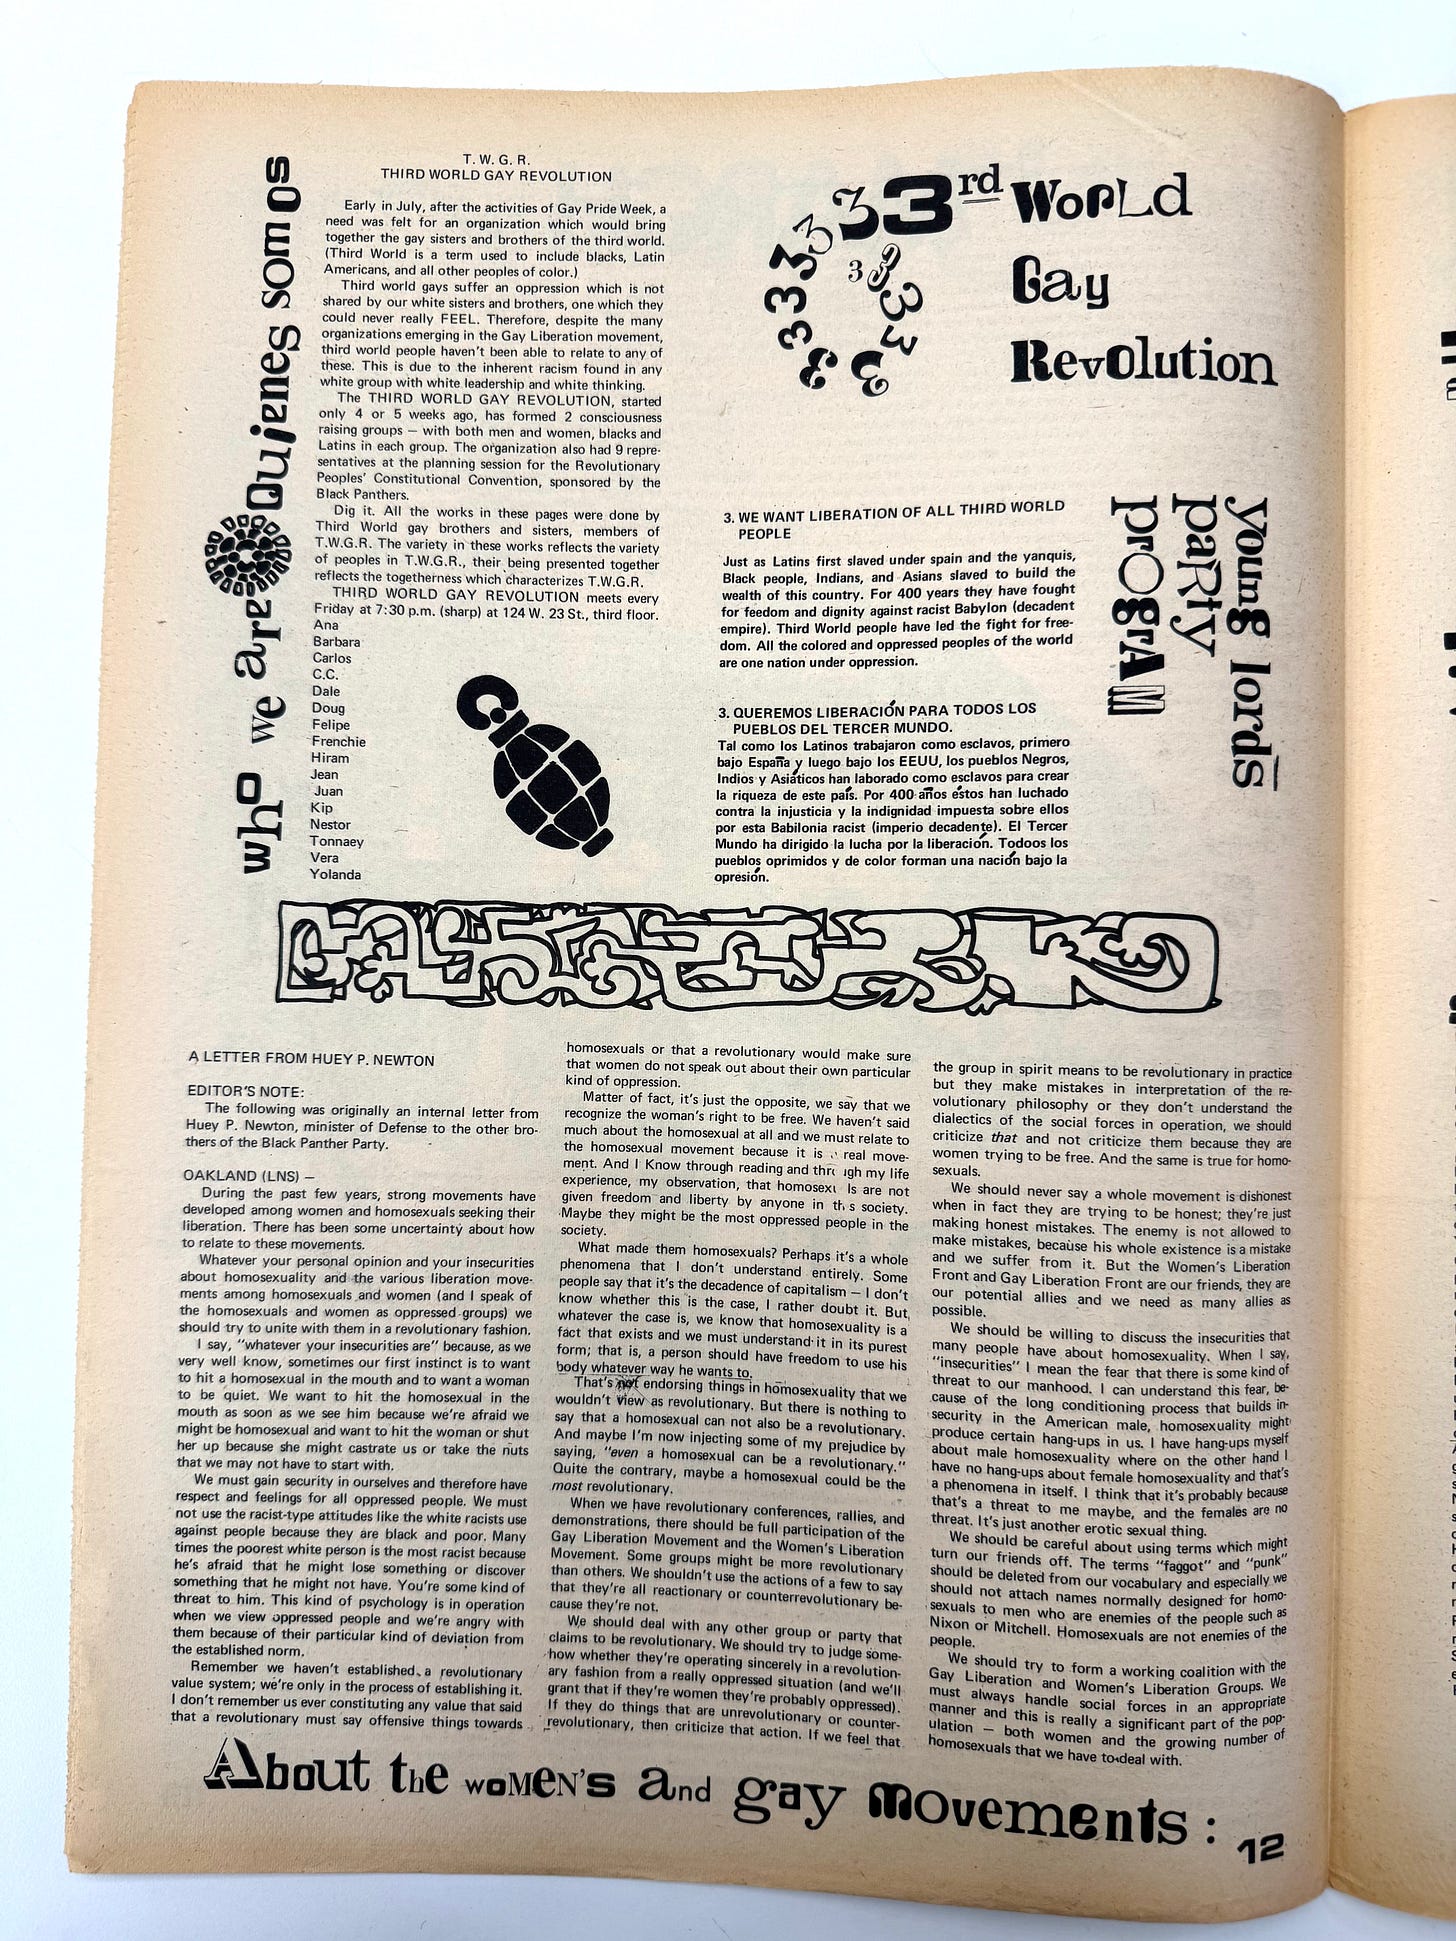 T. W. G. R.
THIRD WORLD GAY REVOLUTION
Early in July, after the activities of Gay Pride Week, a
need was felt for an organization which would bring
together the gay sisters and brothers of the third world.
(Third World is a term used to include blacks, Latin
Americans, and all other peoples of color.)
Third world gays suffer an oppression which is not
shared by our white sisters and brothers, one which they
could never really FEEL. Therefore, despite the many
organizations emerging in the Gay Liberation movement,
third world people haven't been able to relate to any of
these. This is due to the inherent racism found in any
white group with white leadership and white thinking.
The THIRD WORLD GAY REVOLUTION, started
only 4 or 5 weeks ago, has formed 2 consciousness
raising groups — with both men and women, blacks and
Latins in each group. The organization also had 9 repre-
sentatives at the planning session for the Revolutionary
Peoples' Constitutional Convention, sponsored by the
Black Panthers.
Dig it. All the works in these pages were done by
Third World gay brothers and sisters, members of
T.W.G.R. The variety in these works reflects the variety
of peoples in T.W.G.R., their being presented together
reflects the togetherness which characterizes T.W.G.R.
THIRD WORLD GAY REVOLUTION meets every
Friday at 7:30 p.m. (sharp) at 124 W. 23 St., third floor.
Ana
Barbara
Carlos
C.C.
Dale
Doug
Felipe
Frenchie
Hiram
Jean
Juan
Kip
Nestor
Tonnaey
Vera
Yolanda
who we are Quienes somos
3 3 3 3 3 3 3 3 3 3 3 3 3 3 3rd World
Gay
Revolution
young lords
party
program
3. WE WANT LIBERATION OF ALL THIRD WORLD
PEOPLE
Just as Latins first slaved under spain and the yanquis,
Black people, Indians, and Asians slaved to build the
wealth of this country. For 400 years they have fought
for feedom and dignity against racist Babylon (decadent
empire). Third World people have led the fight for free-
dom. All the colored and oppressed peoples of the world
are one nation under oppression.
3. QUEREMOS LIBERACIÓN PARA TODOS LOS
PUEBLOS DEL TERCER MUNDO.
Tal como los Latinos trabajaron como esclavos, primero
bajo España y luego bajo los EEUU, los pueblos Negros,
Indios y Asiáticos han laborado como esclavos para crear
la riqueza de este país. Por 400 años éstos han luchado
contra la injusticia y la indignidad impuesta sobre ellos
por esta Babilonia racist (imperio decadente). El Tercer
Mundo ha dirigido la lucha por la liberación. Todoos los
pueblos oprimidos y de color forman una nación bajo la
opresión.
A LETTER FROM HUEY P. NEWTON
EDITOR'S NOTE:
The following was originally an internal letter from
Huey P. Newton, minister of Defense to the other bro-
thers of the Black Panther Party.
OAKLAND (LNS) —
During the past few years, strong movements have
developed among women and homosexuals seeking their
liberation. There has been some uncertainty about how
to relate to these movements.
Whatever your personal opinion and your insecurities
about homosexuality and the various liberation move-
ments among homosexuals and women (and I speak of
the homosexuals and women as oppressed groups) we
should try to unite with them in a revolutionary fashion.
I say, "whatever your insecurities are" because, as we
very well know, sometimes our first instinct is to want
to hit a homosexual in the mouth and to want a woman
to be quiet. We want to hit the homosexual in the
mouth as soon as we see him because we're afraid we
might be homosexual and want to hit the woman or shut
her up because she might castrate us or take the nuts
that we may not have to start with.
We must gain security in ourselves and therefore have
respect and feelings for all oppressed people. We must
not use the racist-type attitudes like the white racists use
against people because they are black and poor. Many
times the poorest white person is the most racist because
he's afraid that he might lose something or discover
something that he might not have. You're some kind of
threat to him. This kind of psychology is in operation
when we view oppressed people and we're angry with
them because of their particular kind of deviation from
the established norm.
Remember we haven't established a revolutionary
value system; we're only in the process of establishing it.
I don't remember us ever constituting any value that said
that a revolutionary must say offensive things towards
homosexuals or that a revolutionary would make sure
that women do not speak out about their own particular
kind of oppression.
Matter of fact, it's just the opposite, we say that we
recognize the woman's right to be free. We haven't said
much about the homosexual at all and we must relate to
the homosexual movement because it is real move-
ment. And I Know through reading and through my life
experience, my observation, that homosexuals are not
given freedom and liberty by anyone in this society.
Maybe they might be the most oppressed people in the
society.
What made them homosexuals? Perhaps it's a whole
phenomena that I don't understand entirely. Some
people say that it's the decadence of capitalism — I don't
know whether this is the case, I rather doubt it. But,
whatever the case is, we know that homosexuality is a
fact that exists and we must understand it in its purest
form; that is, a person should have freedom to use his
body whatever way he wants to.
That's not endorsing things in homosexuality that we
wouldn't view as revolutionary. But there is nothing to
say that a homosexual can not also be a revolutionary.
And maybe I'm now injecting some of my prejudice by
saying, "even a homosexual can be a revolutionary."
Quite the contrary, maybe a homosexual could be the
most revolutionary.
When we have revolutionary conferences, rallies, and
demonstrations, there should be full participation of the
Gay Liberation Movement and the Women's Liberation
Movement. Some groups might be more revolutionary
than others. We shouldn't use the actions of a few to say
that they're all reactionary or counterrevolutionary be-
cause they're not.
We should deal with any other group or party that
claims to be revolutionary. We should try to judge some-
how whether they're operating sincerely in a revolution-
ary fashion from a really oppressed situation (and we'll
grant that if they're women they're probably oppressed).
If they do things that are unrevolutionary or counter-
revolutionary, then criticize that action. If we feel that
the group in spirit means to be revolutionary in practice
but they make mistakes in interpretation of the re-
volutionary philosophy or they don't understand the
dialectics of the social forces in operation, we should
criticize that and not criticize them because they are
women trying to be free. And the same is true for homo-
sexuals.
We should never say a whole movement is dishonest
when in fact they are trying to be honest; they're just
making honest mistakes. The enemy is not allowed to
make mistakes, because his whole existence is a mistake
and we suffer from it. But the Women's Liberation
Front and Gay Liberation Front are our friends, they are
our potential allies and we need as many allies as
possible.
We should be willing to discuss the insecurities that
many people have about homosexuality. When I say,
"insecurities" I mean the fear that there is some kind of
threat to our manhood. I can understand this fear, be-
cause of the long conditioning process that builds in-
security in the American male, homosexuality might
produce certain hang-ups in us. I have hang-ups myself
about male homosexuality where on the other hand I
have no hang-ups about female homosexuality and that's
a phenomena in itself. I think that it's probably because
that's a threat to me maybe, and the females are no
threat. It's just another erotic sexual thing.
We should be careful about using terms which might
turn our friends off. The terms "faggot" and "punk"
should be deleted from our vocabulary and especially we
should not attach names normally designed for homo-
sexuals to men who are enemies of the people such as
Nixon or Mitchell. Homosexuals are not enemies of the
people.
We should try to form a working coalition with the
Gay Liberation and Women's Liberation Groups. We
must always handle social forces in an appropriate
manner and this is really a significant part of the pop-
ulation — both women and the growing number of
homosexuals that we have to deal with.
About the women's and gay movements :
12